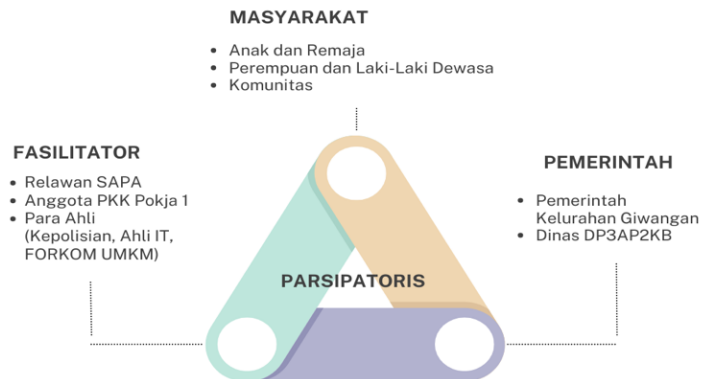 MASYARAKAT
• Anak dan Remaja
• Perempuan dan Laki-Laki Dewasa
• Komunitas
FASILITATOR
• Relawan SAPA
• Anggota PKK Pokja 1
• Para Ahli
(Kepolisian, Ahli IT,
FORKOM UMKM)
PEMERINTAH
• Pemerintah
Kelurahan Giwangan
• Dinas DP3AP2KB
PARSIPATORIS